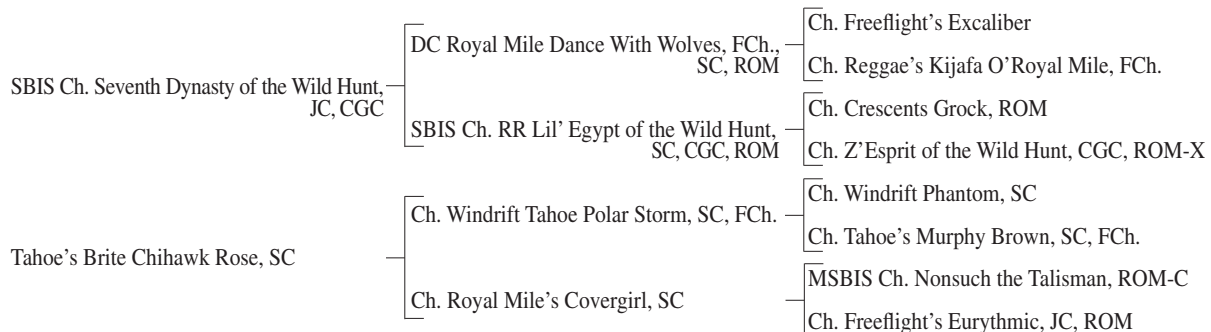 Ch. Freeflight's Excaliber
DC Royal Mile Dance With Wolves, FCh.,
SC, ROM
Ch. Reggae's Kijafa O'Royal Mile, FCh.
SBIS Ch. Seventh Dynasty of the Wild Hunt,
JC, CGC
Ch. Crescents Grock, ROM
SBIS Ch. RR Lil' Egypt of the Wild Hunt,
SC, CGC, ROM
Ch. Z'Esprit of the Wild Hunt, CGC, ROM-X
Ch. Windrift Phantom, SC
Ch. Windrift Tahoe Polar Storm, SC, FCh.
Ch. Tahoe's Murphy Brown, SC, FCh.
Tahoe's Brite Chihawk Rose, SC
MSBIS Ch. Nonsuch the Talisman, ROM-C
Ch. Royal Mile's Covergirl, SC
Ch. Freeflight's Eurythmic, JC, ROM